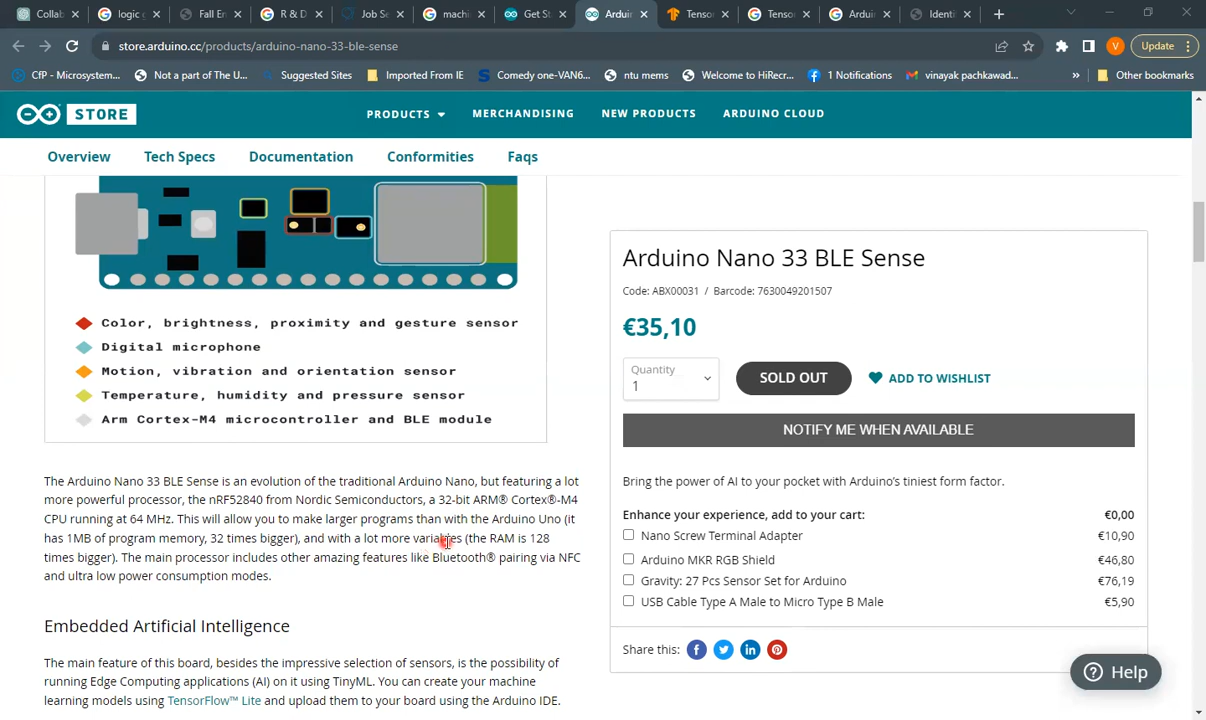 Collab
logic g
Fall En
R & D
Job Se
machi
Get St
Arduin
Tensor
Tensor
Arduin
Identi
store.arduino.cc/products/arduino-nano-33-ble-sense
V
Update
CfP - Microsystem...
Not a part of The U...
Suggested Sites
Imported From IE
Comedy one-VAN6...
ntu mems
Welcome to HiRecr...
1 Notifications
vinayak pachkawad...
»
Other bookmarks
STORE
PRODUCTS
MERCHANDISING
NEW PRODUCTS
ARDUINO CLOUD
Overview
Tech Specs
Documentation
Conformities
Faqs
Color, brightness, proximity and gesture sensor
Digital microphone
Motion, vibration and orientation sensor
Temperature, humidity and pressure sensor
Arm Cortex-M4 microcontroller and BLE module
The Arduino Nano 33 BLE Sense is an evolution of the traditional Arduino Nano, but featuring a lot
more powerful processor, the nRF52840 from Nordic Semiconductors, a 32-bit ARM® Cortex®-M4
CPU running at 64 MHz. This will allow you to make larger programs than with the Arduino Uno (it
has 1MB of program memory, 32 times bigger), and with a lot more variables (the RAM is 128
times bigger). The main processor includes other amazing features like Bluetooth® pairing via NFC
and ultra low power consumption modes.
Embedded Artificial Intelligence
The main feature of this board, besides the impressive selection of sensors, is the possibility of
running Edge Computing applications (AI) on it using TinyML. You can create your machine
learning models using TensorFlow™ Lite and upload them to your board using the Arduino IDE.
Arduino Nano 33 BLE Sense
Code: ABX00031 / Barcode: 7630049201507
€35,10
Quantity
1
SOLD OUT
ADD TO WISHLIST
NOTIFY ME WHEN AVAILABLE
Bring the power of AI to your pocket with Arduino's tiniest form factor.
Enhance your experience, add to your cart: €0,00
Nano Screw Terminal Adapter €10,90
Arduino MKR RGB Shield €46,80
Gravity: 27 Pcs Sensor Set for Arduino €76,19
USB Cable Type A Male to Micro Type B Male €5,90
Share this:
Help